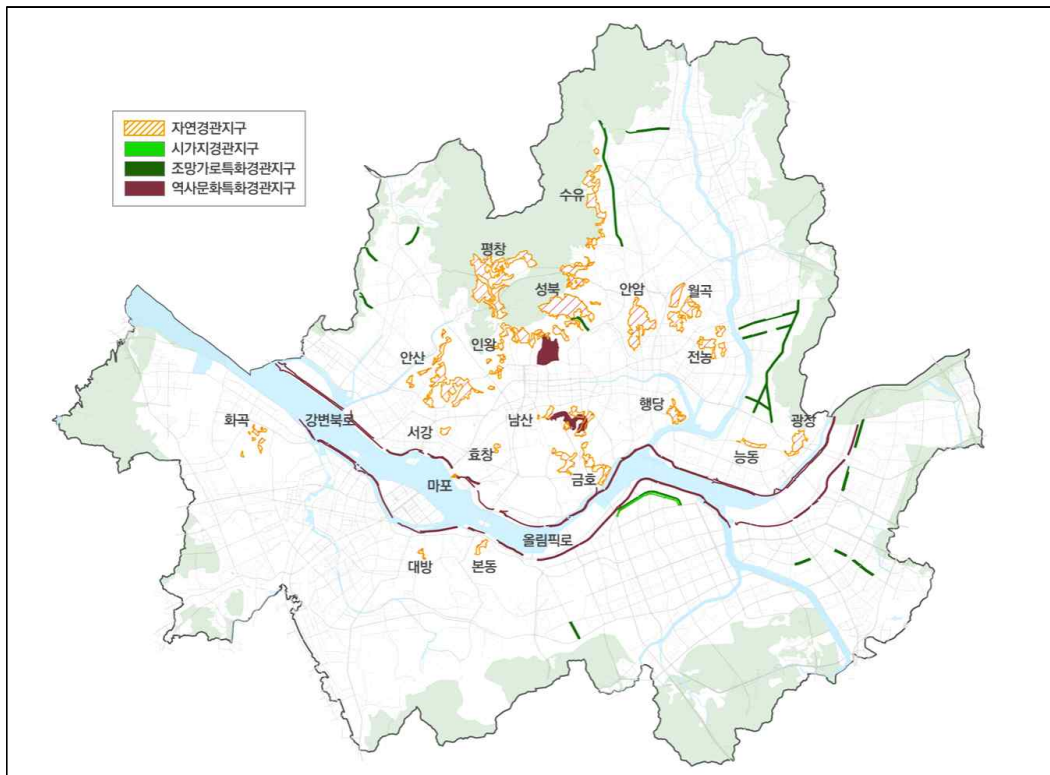 자연경관지구
시가지경관지구
조망가로특화경관지구
역사문화특화경관지구
수유
평창
성북
안암
월곡
인왕
안산
전농
행당
남산
화곡
강변북로
서강
효창
광장
능동
금호
마포
올림픽로
대방
본동